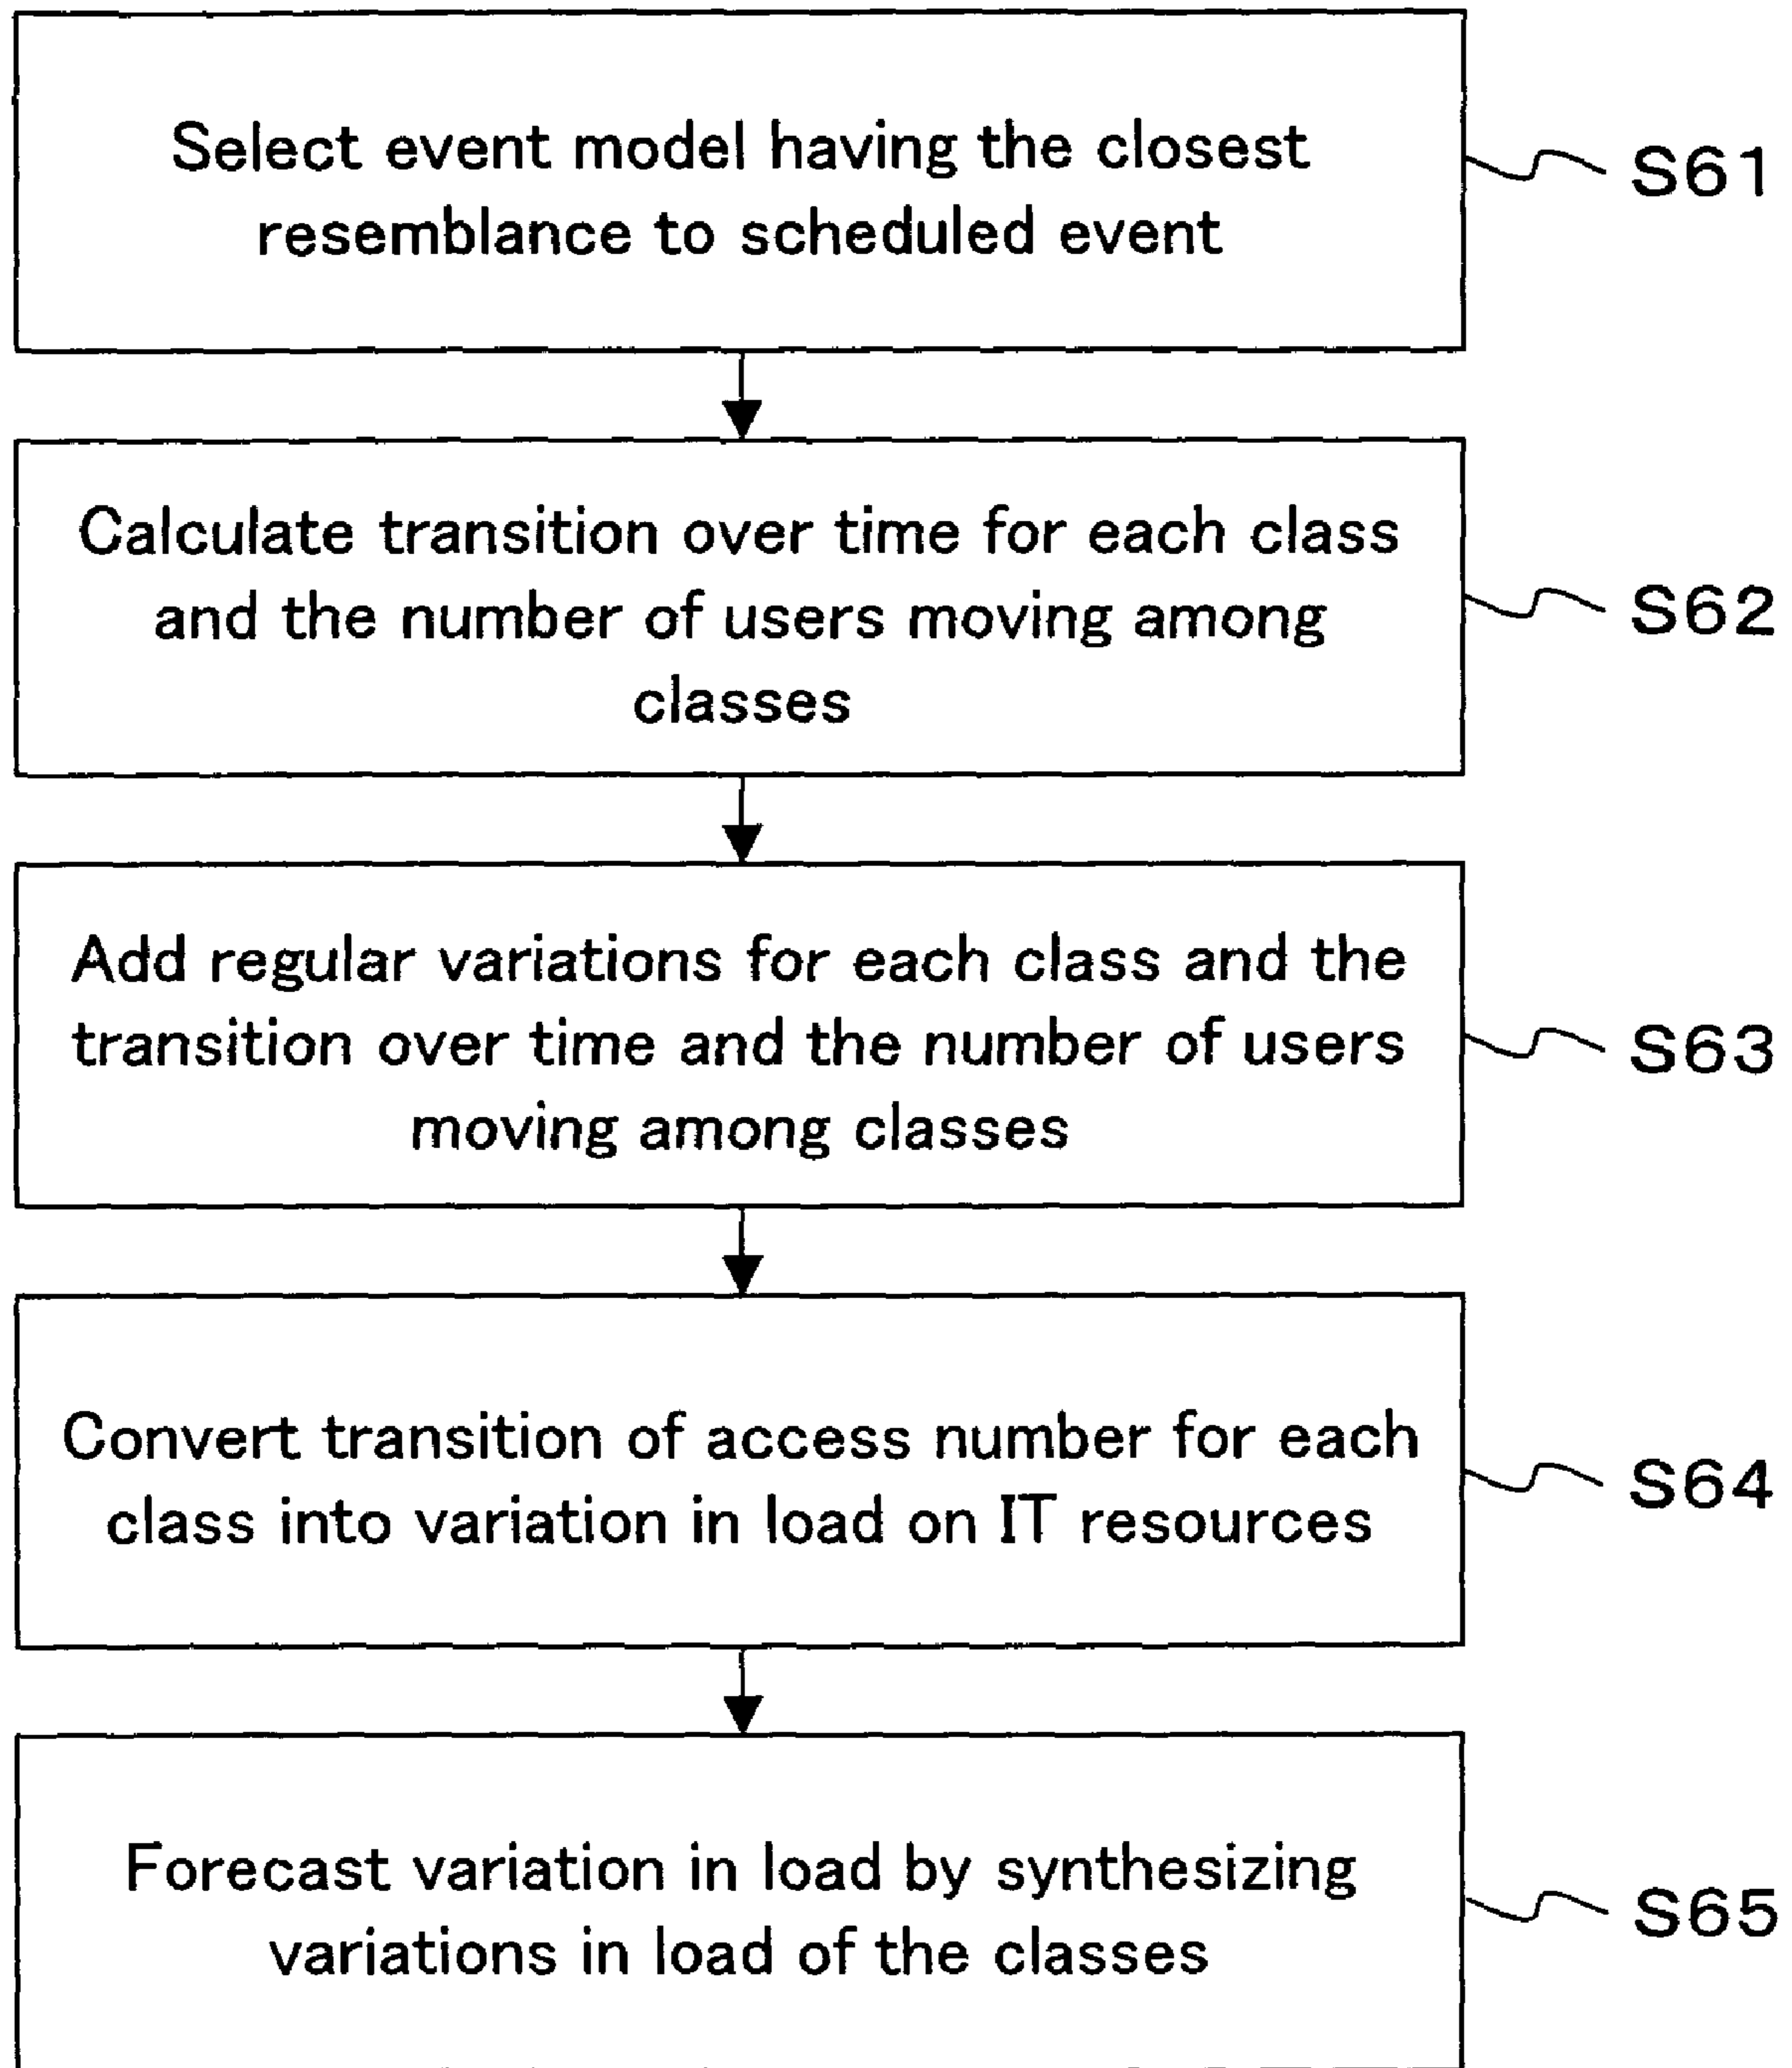 Select event model having the closest
resemblance to scheduled event
S61
Calculate transition over time for each class
and the number of users moving among
classes
S62
Add regular variations for each class and the
transition over time and the number of users
moving among classes
S63
Convert transition of access number for each
class into variation in load on IT resources
S64
Forecast variation in load by synthesizing
variations in load of the classes
S65